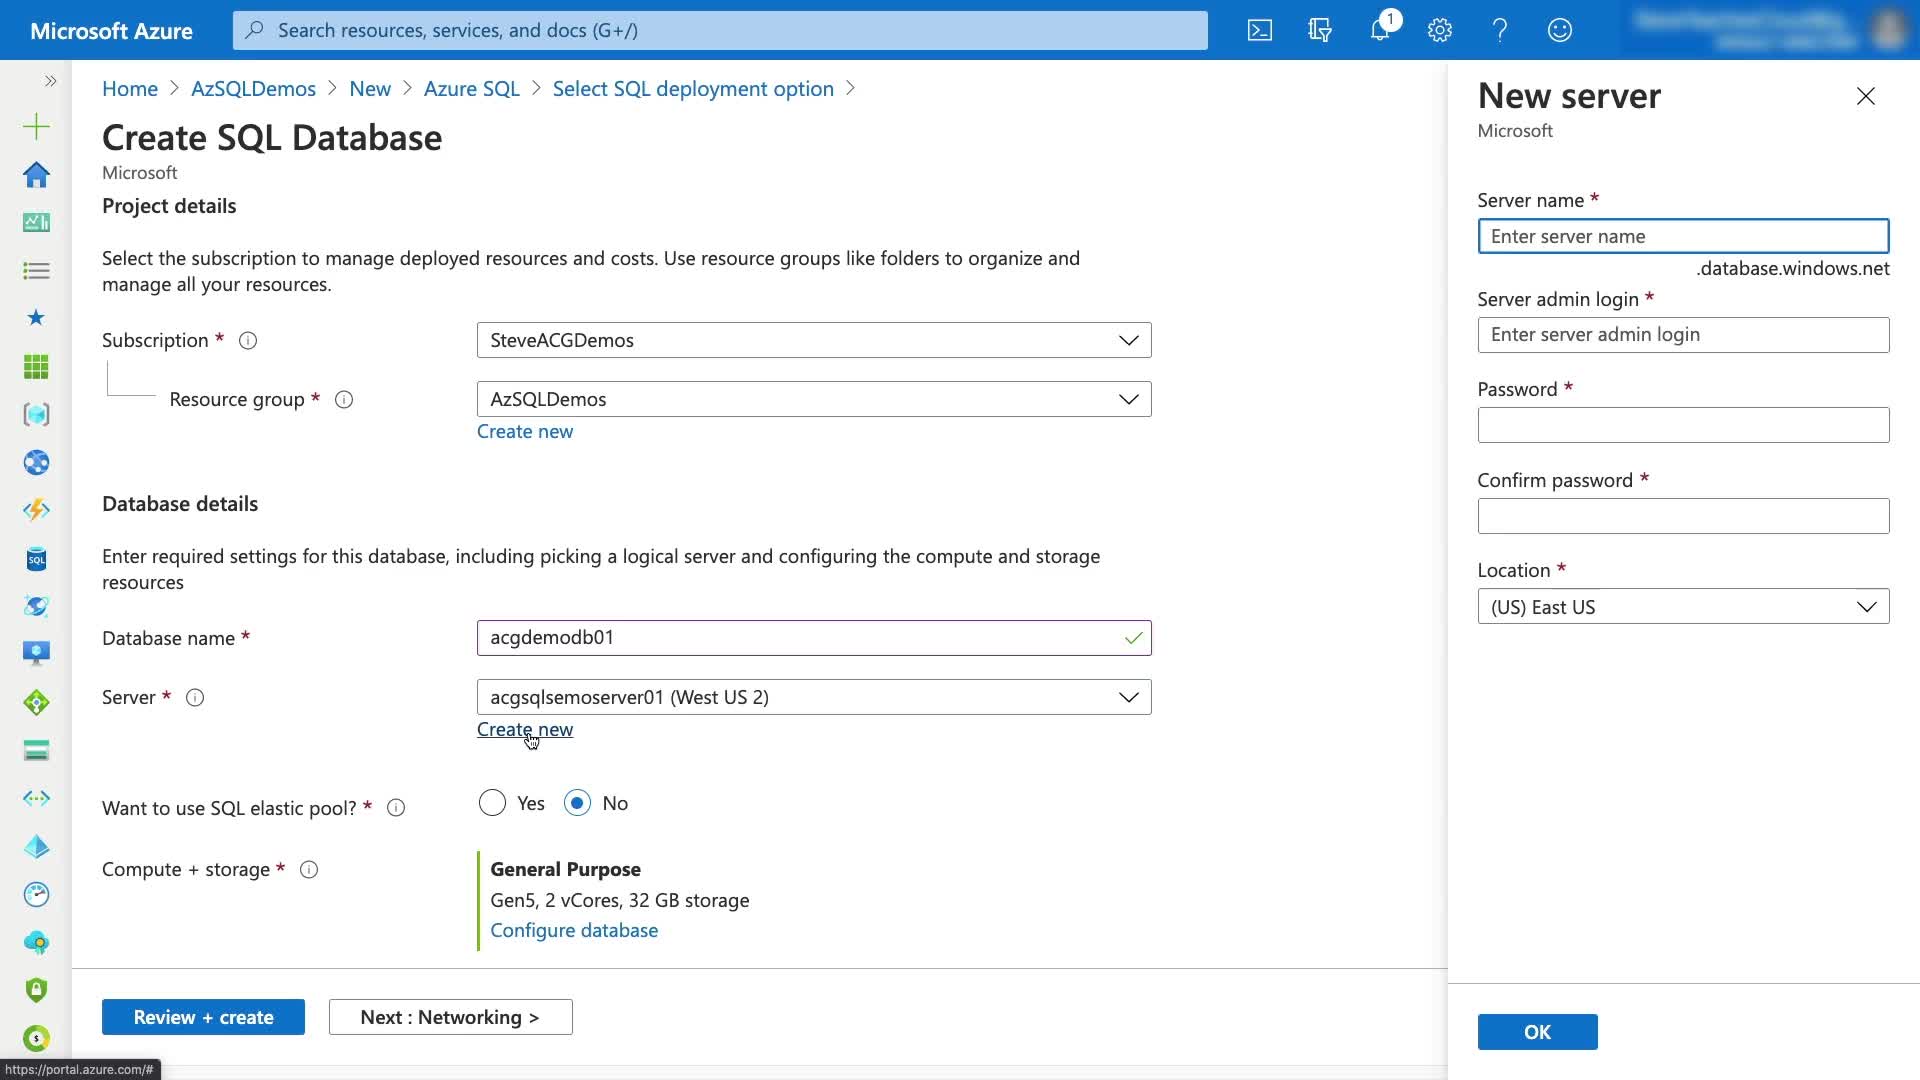 Microsoft Azure
Search resources, services, and docs (G+/)
1
Home > AzSQLDemos > New > Azure SQL > Select SQL deployment option >
Create SQL Database
Microsoft
Project details
Select the subscription to manage deployed resources and costs. Use resource groups like folders to organize and
manage all your resources.
Subscription *
SteveACGDemos
Resource group *
AzSQLDemos
Create new
Database details
Enter required settings for this database, including picking a logical server and configuring the compute and storage
resources
Database name *
acgdemodb01
Server *
acgsqlsemoserver01 (West US 2)
Create new
Want to use SQL elastic pool? *
Yes
No
Compute + storage *
General Purpose
Gen5, 2 vCores, 32 GB storage
Configure database
Review + create
Next : Networking >
https://portal.azure.com/#
New server
Microsoft
Server name *
Enter server name
.database.windows.net
Server admin login *
Enter server admin login
Password *
Confirm password *
Location *
(US) East US
OK
SQL